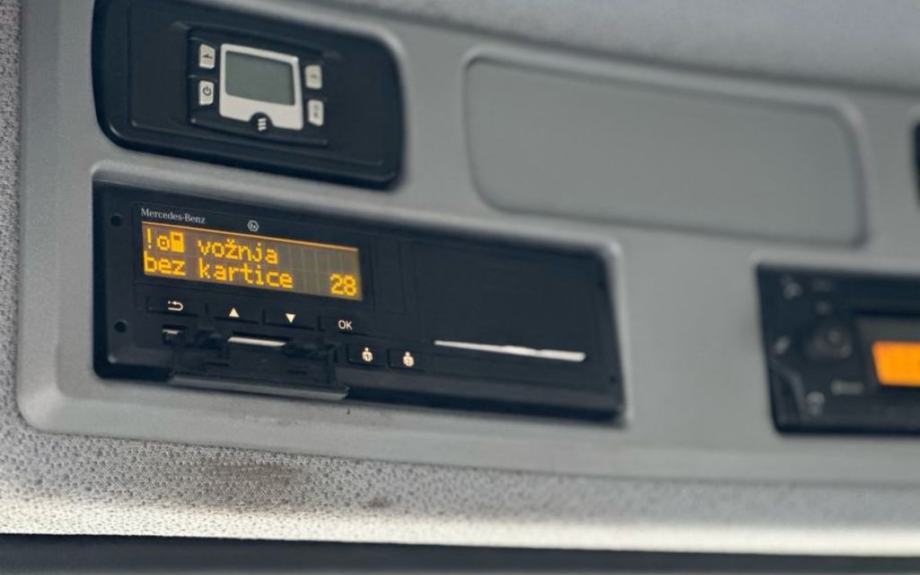 Mercedes-Benz
! vožnja
bez kartice 28
OK